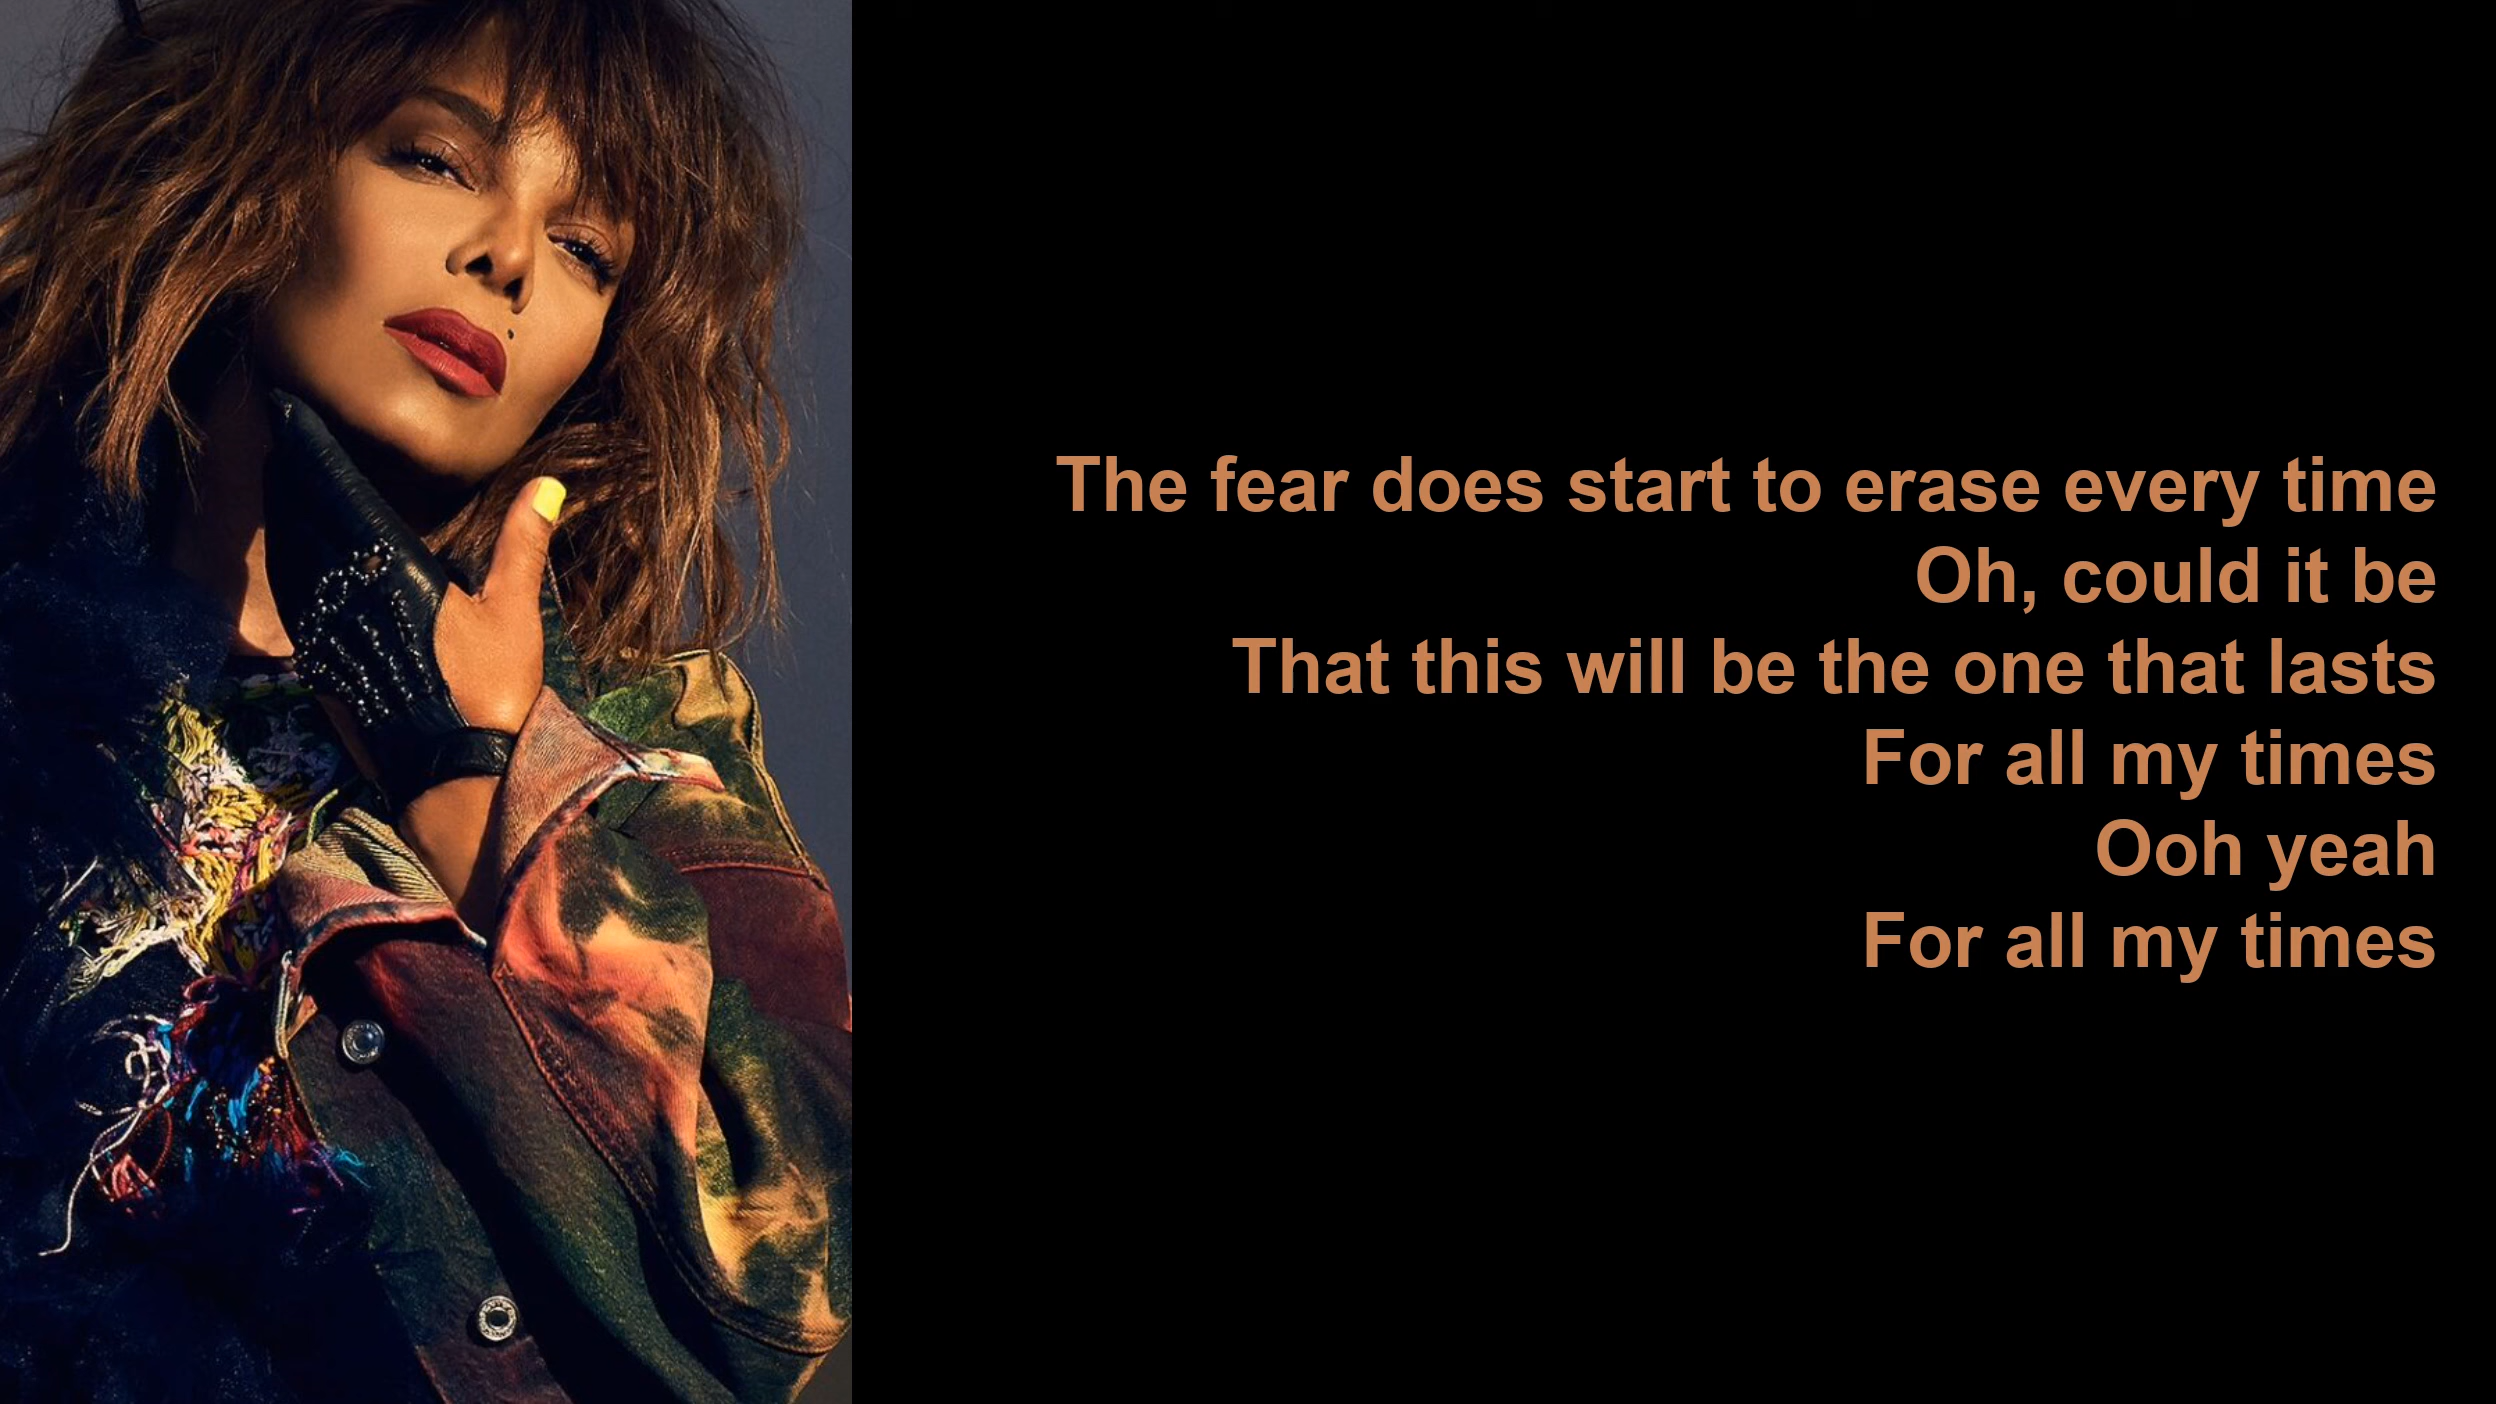 The fear does start to erase every time
Oh, could it be
That this will be the one that lasts
For all my times
Ooh yeah
For all my times